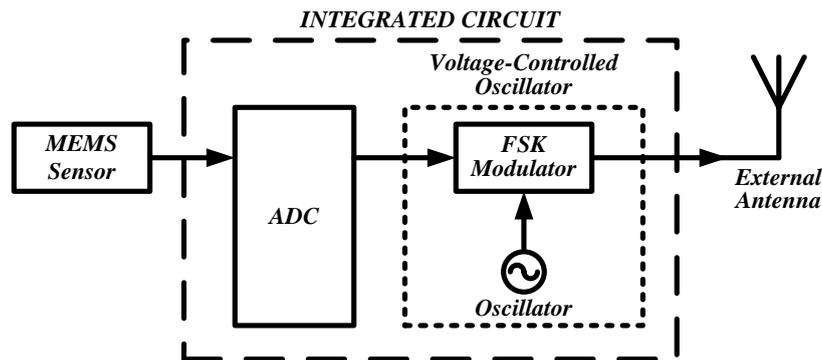 INTEGRATED CIRCUIT
Voltage-Controlled
Oscillator
MEMS
Sensor
ADC
FSK
Modulator
Oscillator
External
Antenna